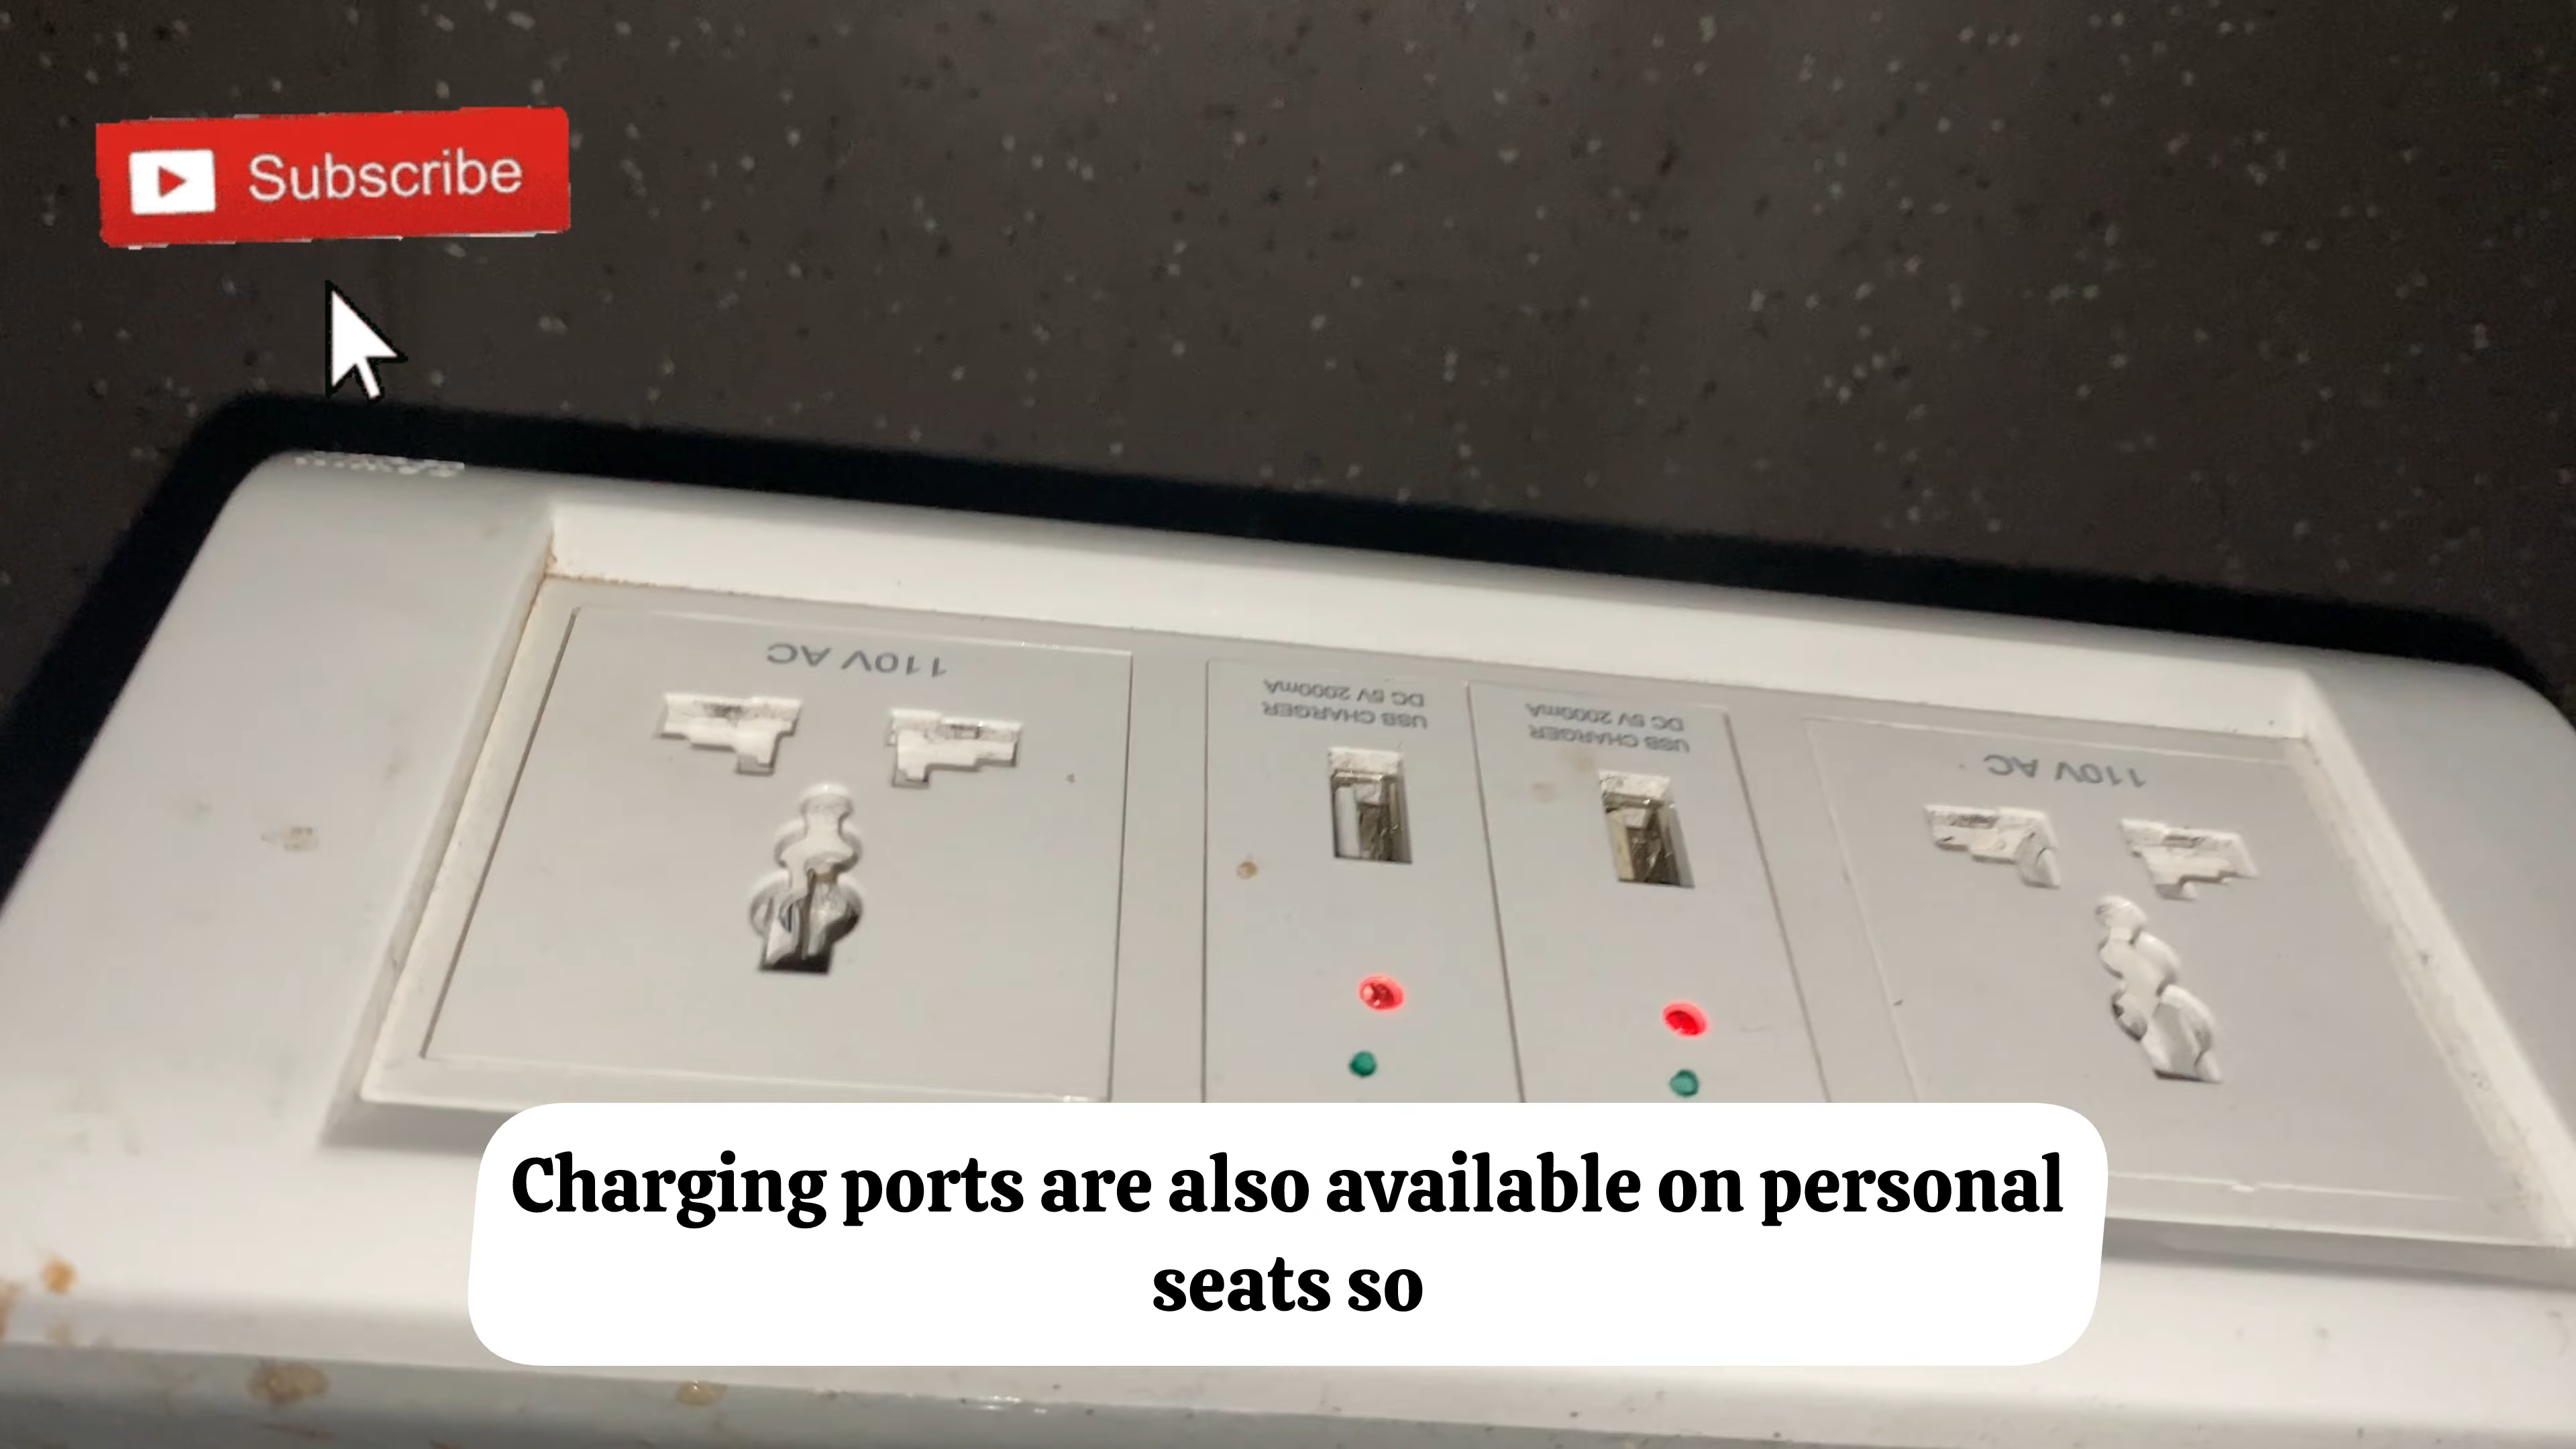 Subscribe
110V AC
USB CHARGER
DC 5V 2000mA
USB CHARGER
DC 5V 2000mA
110V AC
Charging ports are also available on personal
seats so